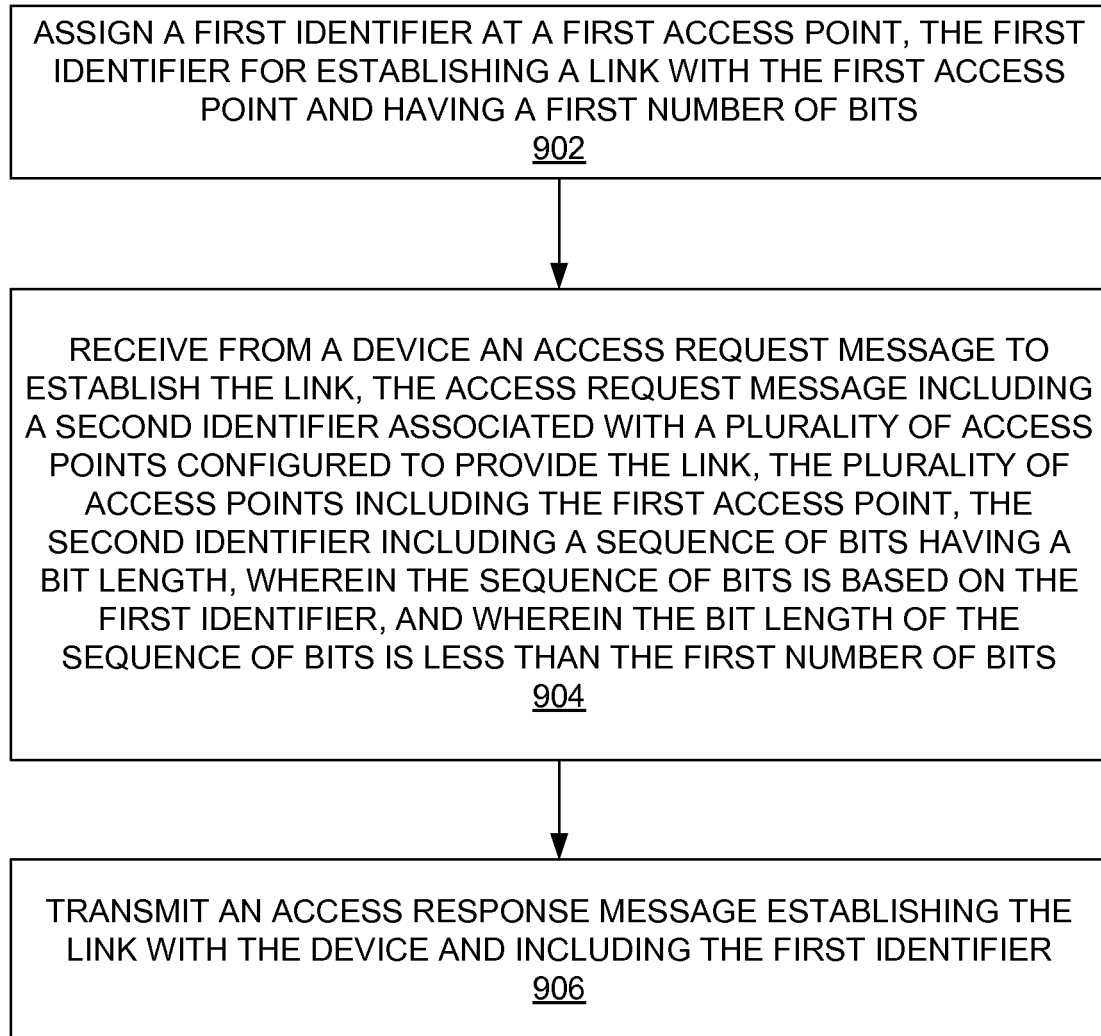 ASSIGN A FIRST IDENTIFIER AT A FIRST ACCESS POINT, THE FIRST
IDENTIFIER FOR ESTABLISHING A LINK WITH THE FIRST ACCESS
POINT AND HAVING A FIRST NUMBER OF BITS
902
RECEIVE FROM A DEVICE AN ACCESS REQUEST MESSAGE TO
ESTABLISH THE LINK, THE ACCESS REQUEST MESSAGE INCLUDING
A SECOND IDENTIFIER ASSOCIATED WITH A PLURALITY OF ACCESS
POINTS CONFIGURED TO PROVIDE THE LINK, THE PLURALITY OF
ACCESS POINTS INCLUDING THE FIRST ACCESS POINT, THE
SECOND IDENTIFIER INCLUDING A SEQUENCE OF BITS HAVING A
BIT LENGTH, WHEREIN THE SEQUENCE OF BITS IS BASED ON THE
FIRST IDENTIFIER, AND WHEREIN THE BIT LENGTH OF THE
SEQUENCE OF BITS IS LESS THAN THE FIRST NUMBER OF BITS
904
TRANSMIT AN ACCESS RESPONSE MESSAGE ESTABLISHING THE
LINK WITH THE DEVICE AND INCLUDING THE FIRST IDENTIFIER
906